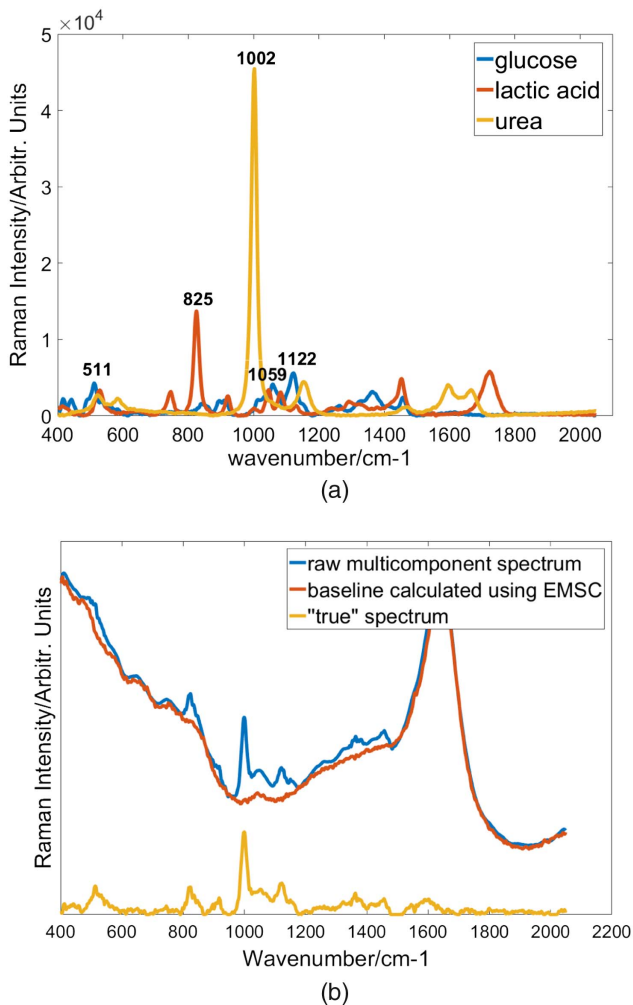 × 10⁴
5
4
3
2
1
0
Raman Intensity/Arbitr. Units
1002
825
511
1059
1122
glucose
lactic acid
urea
400 600 800 1000 1200 1400 1600 1800 2000
wavenumber/cm-1
(a)
raw multicomponent spectrum
baseline calculated using EMSC
"true" spectrum
Raman Intensity/Arbitr. Units
400 600 800 1000 1200 1400 1600 1800 2000 2200
Wavenumber/cm-1
(b)